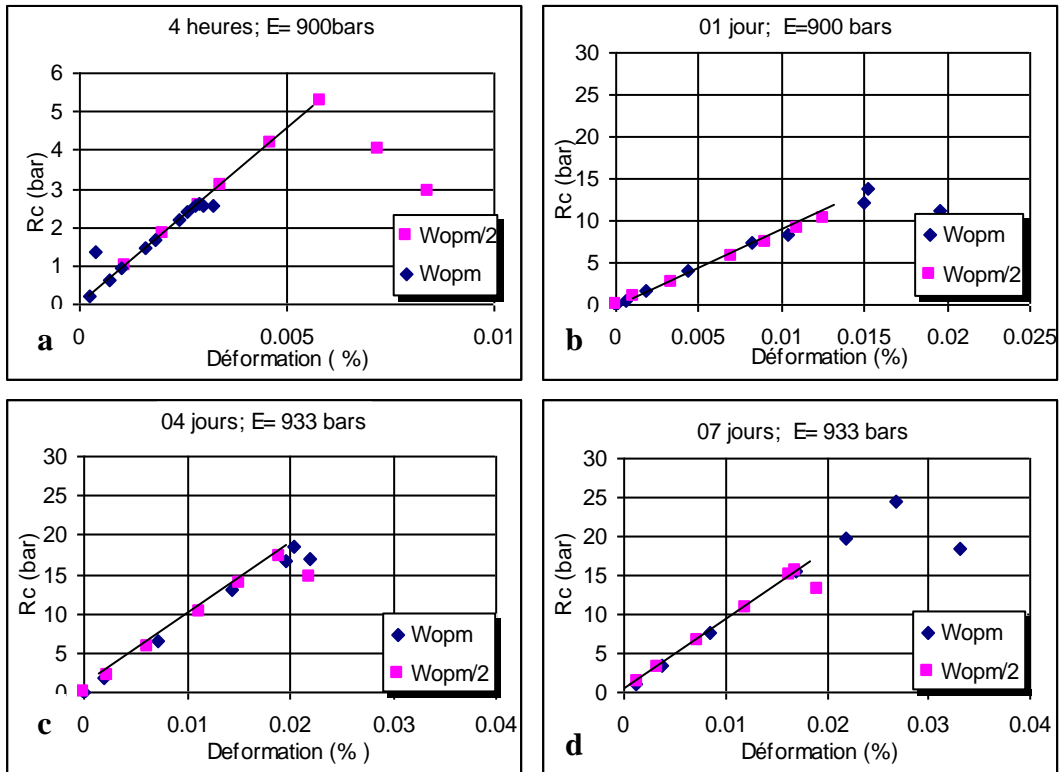 4 heures; E= 900bars
6
5
4
3
2
1
0
Rc (bar)
0
0.005
0.01
Déformation ( %)
Wopm/2
Wopm
a
01 jour; E=900 bars
30
25
20
15
10
5
0
Rc (bar)
0
0.005
0.01
0.015
0.02
0.025
Déformation (%)
Wopm
Wopm/2
b
04 jours; E= 933 bars
30
25
20
15
10
5
0
Rc (bar)
0
0.01
0.02
0.03
0.04
Deformation (% )
Wopm
Wopm/2
c
07 jours; E= 933 bars
30
25
20
15
10
5
0
Rc (bar)
0
0.01
0.02
0.03
0.04
Déformation (%)
Wopm
Wopm/2
d